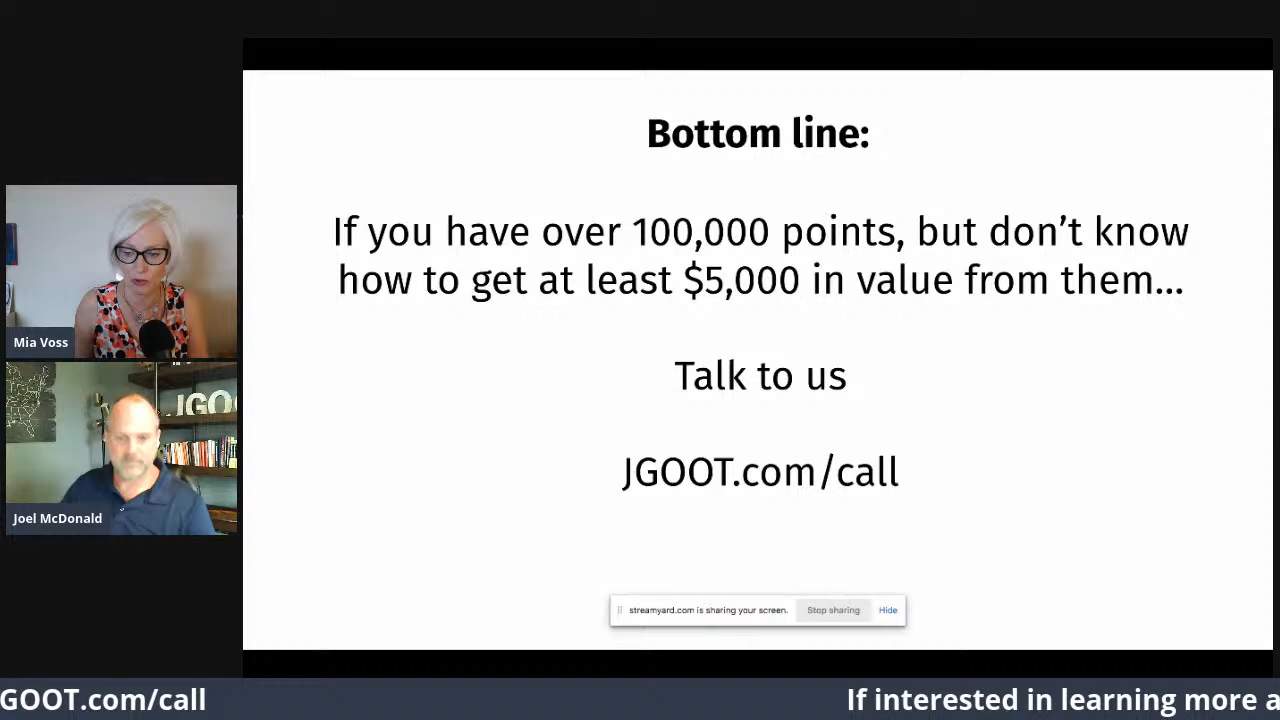 Bottom line:
If you have over 100,000 points, but don’t know
how to get at least $5,000 in value from them...
Talk to us
JGOOT.com/call
Mia Voss
JGO
Joel McDonald
streamyard.com is sharing your screen.
Stop sharing
Hide
GOOT.com/call
If interested in learning more a